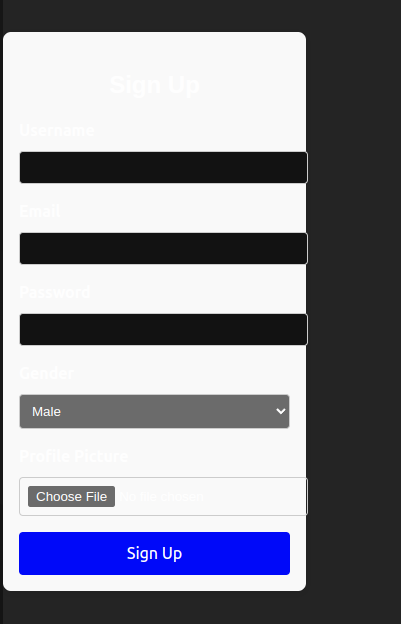 Sign Up
Username
Email
Password
Gender
Male
Profile Picture
Choose File No file chosen
Sign Up